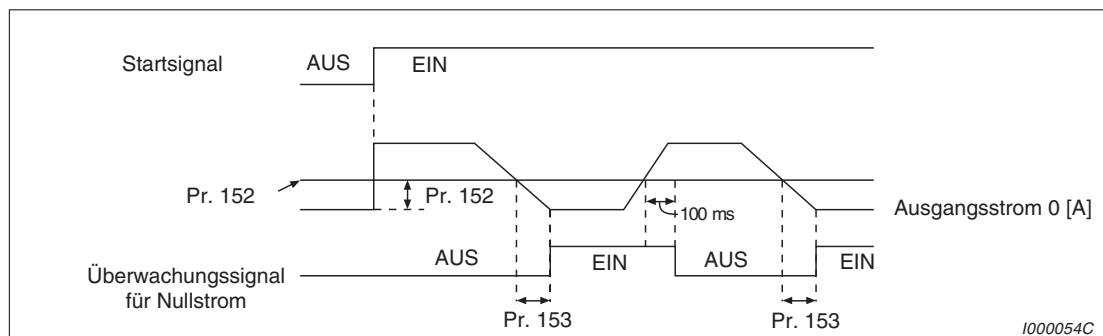 Startsignal
AUS
EIN
Pr. 152
Pr. 152
100 ms
Ausgangsstrom 0 [A]
Überwachungssignal
für Nullstrom
AUS
EIN
AUS
EIN
Pr. 153
Pr. 153
I000054C